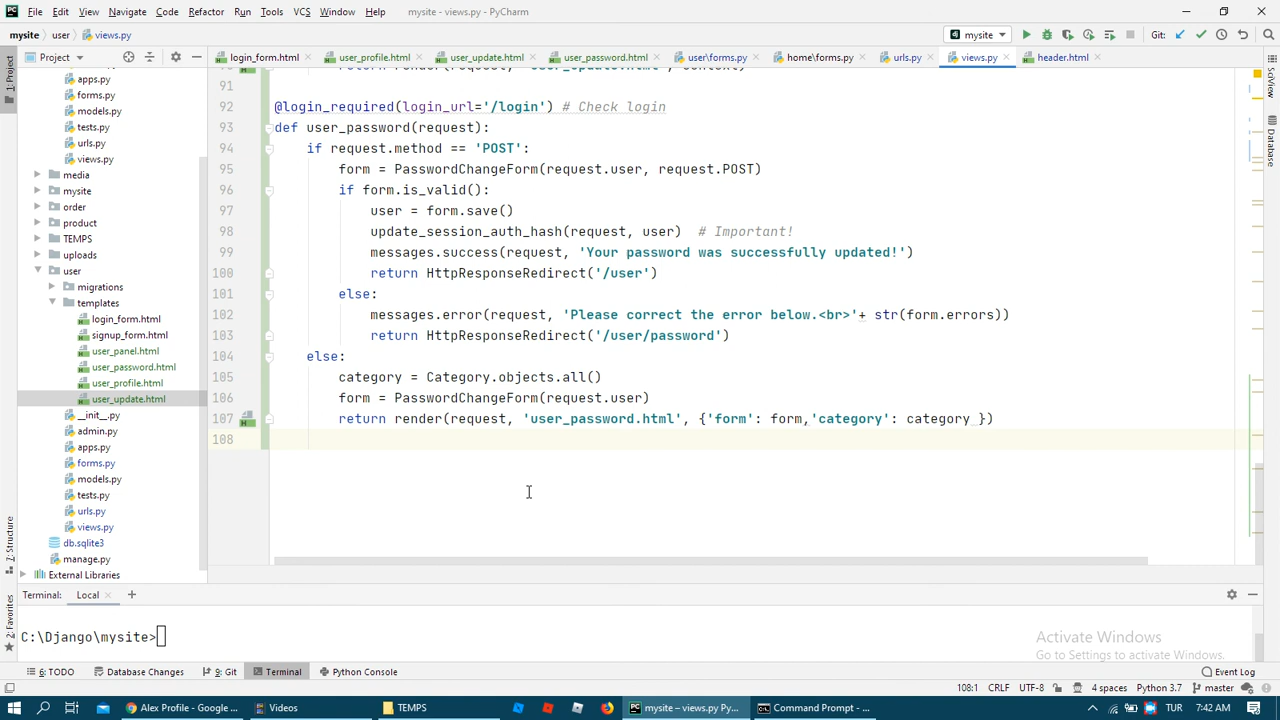 PC File Edit View Navigate Code Refactor Run Tools VCS Window Help mysite - views.py - PyCharm
mysite user views.py mysite Git:
Project login_form.html user_profile.html user_update.html user_password.html user\forms.py home\forms.py urls.py views.py header.html
apps.py
forms.py
models.py
tests.py
urls.py
views.py
media
mysite
order
product
TEMPS
uploads
user
migrations
templates
login_form.html
signup_form.html
user_panel.html
user_password.html
user_profile.html
user_update.html
__init__.py
admin.py
apps.py
forms.py
models.py
tests.py
urls.py
views.py
db.sqlite3
manage.py
External Libraries
91
92 @login_required(login_url='/login') # Check login
93 def user_password(request):
94 if request.method == 'POST':
95 form = PasswordChangeForm(request.user, request.POST)
96 if form.is_valid():
97 user = form.save()
98 update_session_auth_hash(request, user) # Important!
99 messages.success(request, 'Your password was successfully updated!')
100 return HttpResponseRedirect('/user')
101 else:
102 messages.error(request, 'Please correct the error below.<br>'+ str(form.errors))
103 return HttpResponseRedirect('/user/password')
104 else:
105 category = Category.objects.all()
106 form = PasswordChangeForm(request.user)
107 return render(request, 'user_password.html', {'form': form,'category': category })
108
1: Project
7: Structure
2: Favorites
SciView
Database
Terminal: Local
C:\Django\mysite>
Activate Windows
Go to Settings to activate Windows.
6: TODO Database Changes 9: Git Terminal Python Console Event Log
108:1 CRLF UTF-8 4 spaces Python 3.7 master
Alex Profile - Google ... Videos TEMPS mysite – views.py Py... Command Prompt - ... TUR 7:42 AM